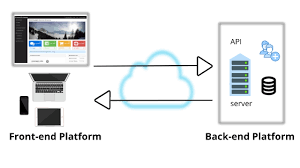 API
server
Front-end Platform
Back-end Platform